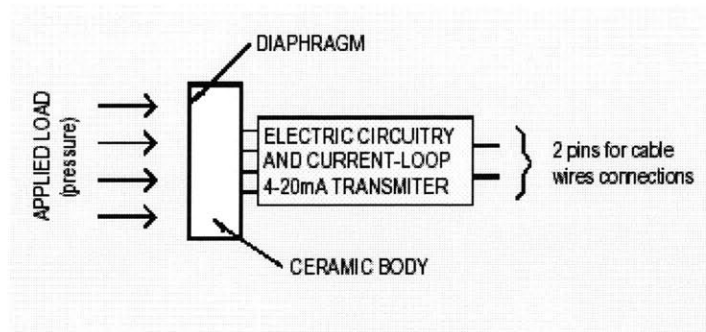 DIAPHRAGM
APPLIED LOAD
(pressure)
ELECTRIC CIRCUITRY
AND CURRENT-LOOP
4-20mA TRANSMITER
2 pins for cable
wires connections
CERAMIC BODY